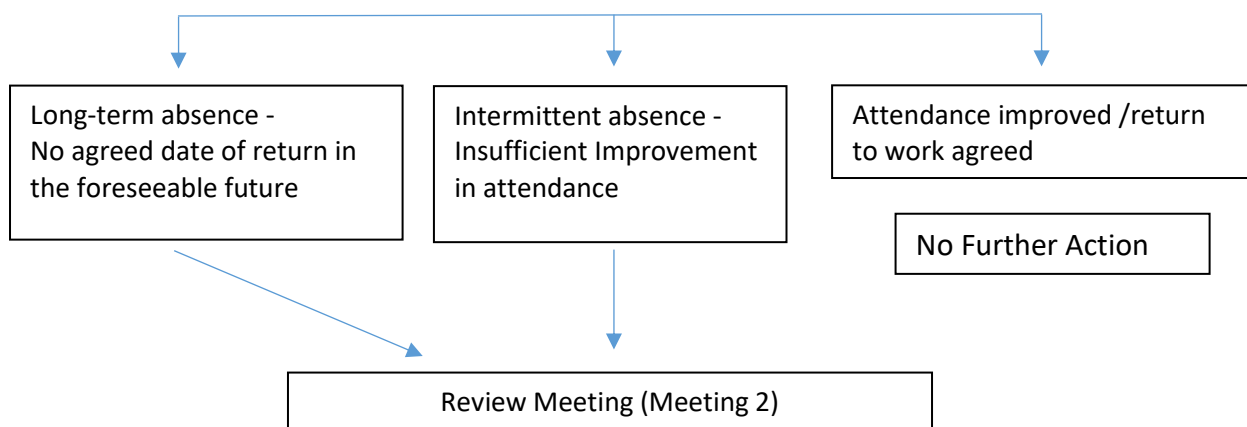 Long-term absence -
No agreed date of return in
the foreseeable future
Intermittent absence -
Insufficient Improvement
in attendance
Attendance improved /return
to work agreed
No Further Action
Review Meeting (Meeting 2)